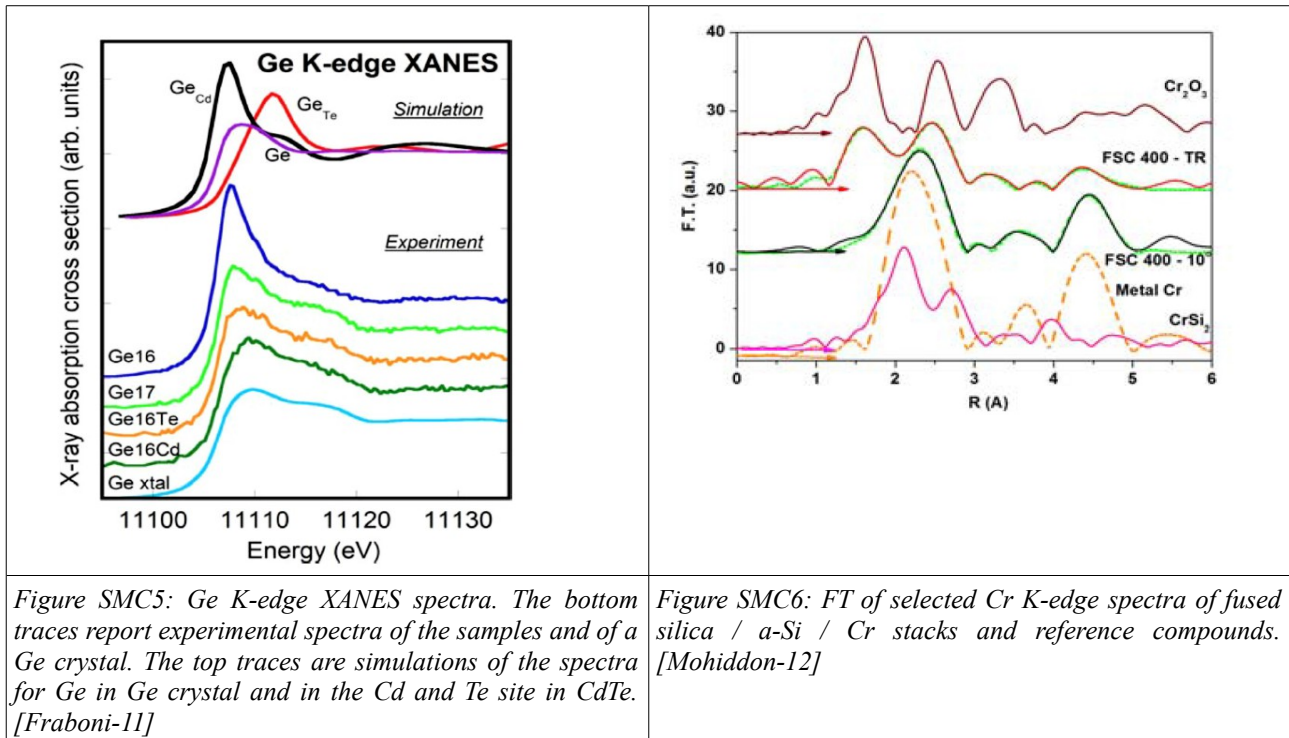 Ge K-edge XANES
Ge_Cd
Ge_Te
Simulation
Ge
Experiment
Ge16
Ge17
Ge16Te
Ge16Cd
Ge xtal
X-ray absorption cross section (arb. units)
11100 11110 11120 11130
Energy (eV)
40
30
20
10
0
F.T. (a.u.)
Cr2O3
FSC 400 - TR
FSC 400 - 10°
Metal Cr
CrSi2
0 1 2 3 4 5 6
R (A)
Figure SMC5: Ge K-edge XANES spectra. The bottom
traces report experimental spectra of the samples and of a
Ge crystal. The top traces are simulations of the spectra
for Ge in Ge crystal and in the Cd and Te site in CdTe.
[Fraboni-11]
Figure SMC6: FT of selected Cr K-edge spectra of fused
silica / a-Si / Cr stacks and reference compounds.
[Mohiddon-12]